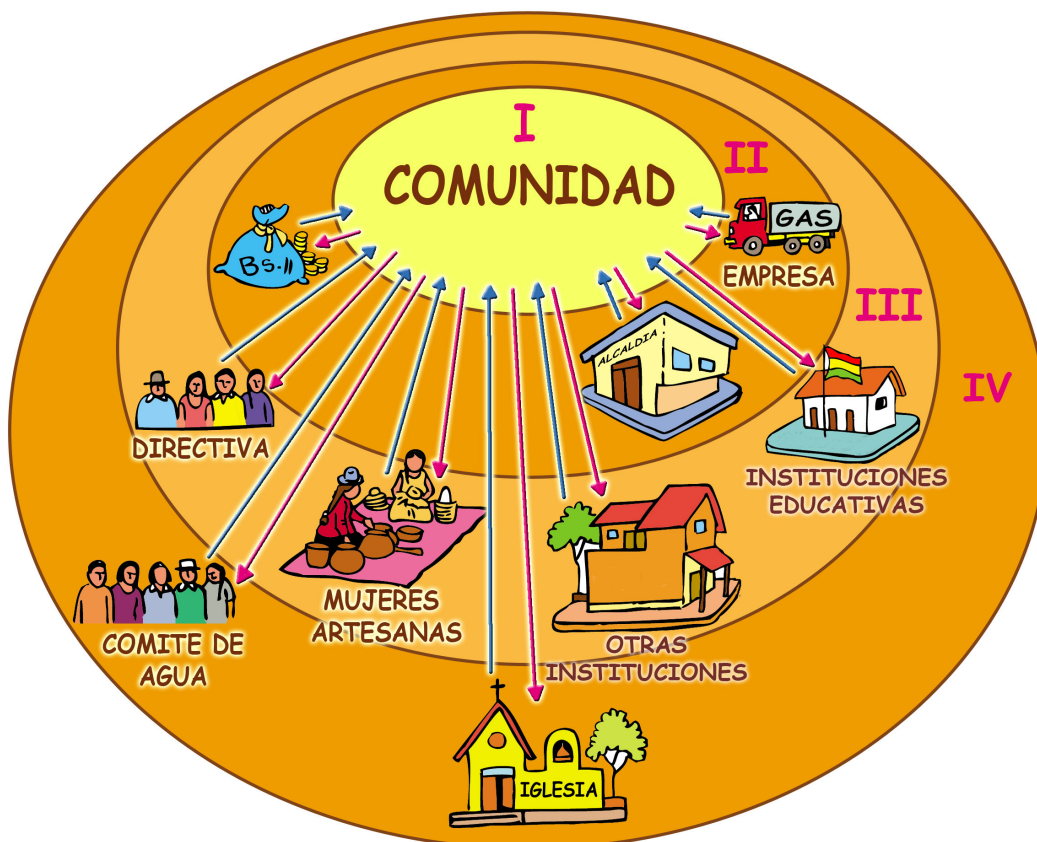 I
COMUNIDAD
II
GAS
EMPRESA
Bs.-||
III
ALCALDIA
IV
DIRECTIVA
INSTITUCIONES
EDUCATIVAS
MUJERES
ARTESANAS
COMITE DE
AGUA
OTRAS
INSTITUCIONES
IGLESIA